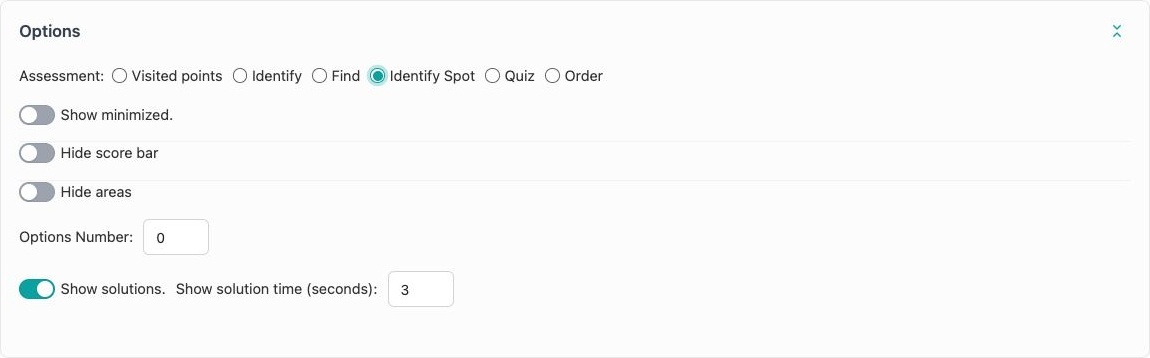 Options
Assessment: Visited points Identify Find Identify Spot Quiz Order
Show minimized.
Hide score bar
Hide areas
Options Number: 0
Show solutions. Show solution time (seconds): 3